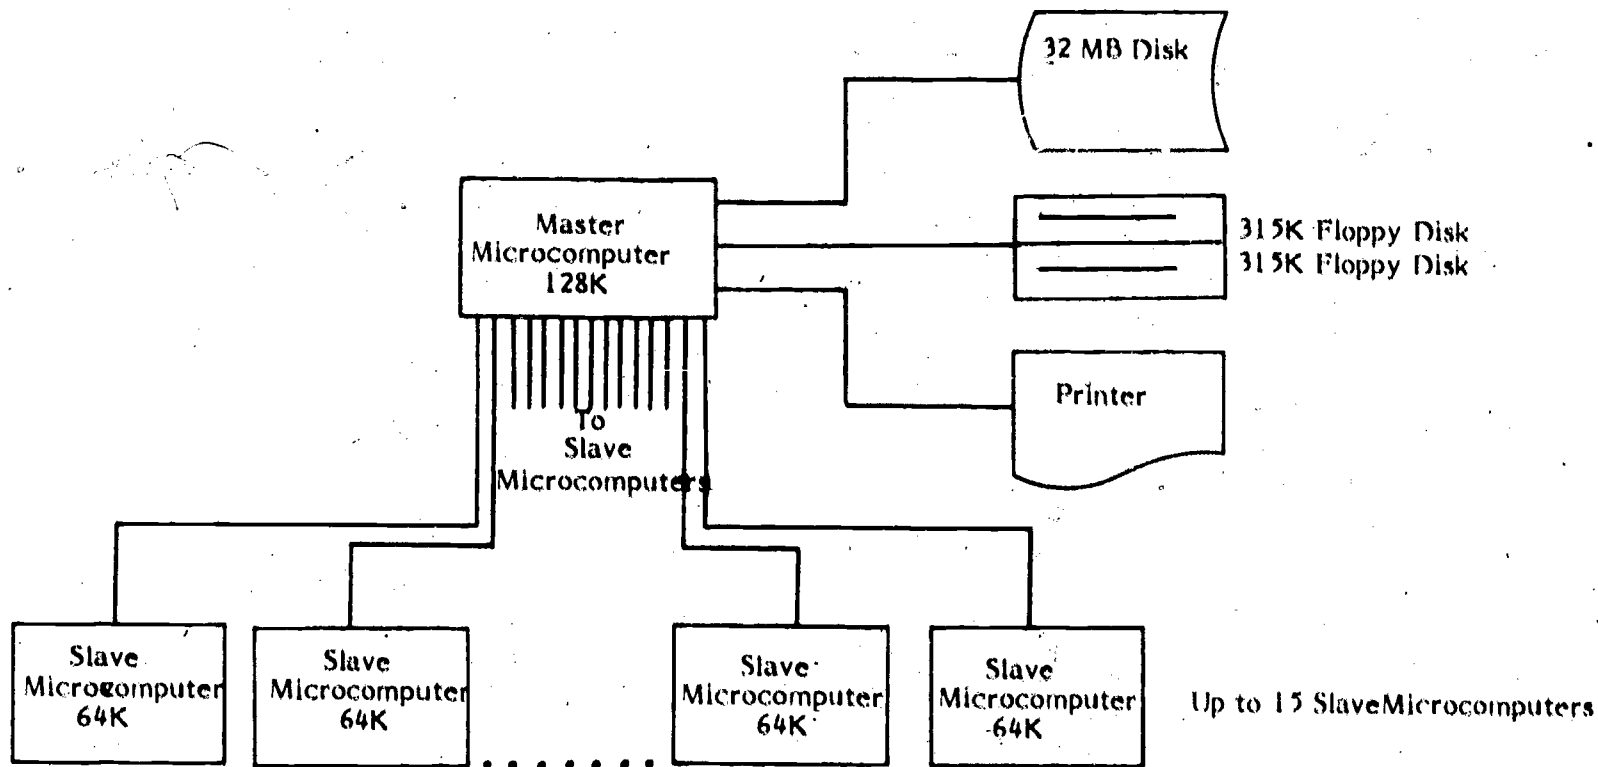 32 MB Disk
Master
Microcomputer
128K
315K Floppy Disk
315K Floppy Disk
Printer
To
Slave
Microcomputers
Slave
Microcomputer
64K
Slave
Microcomputer
64K
Slave
Microcomputer
64K
Slave
Microcomputer
64K
Up to 15 SlaveMicrocomputers